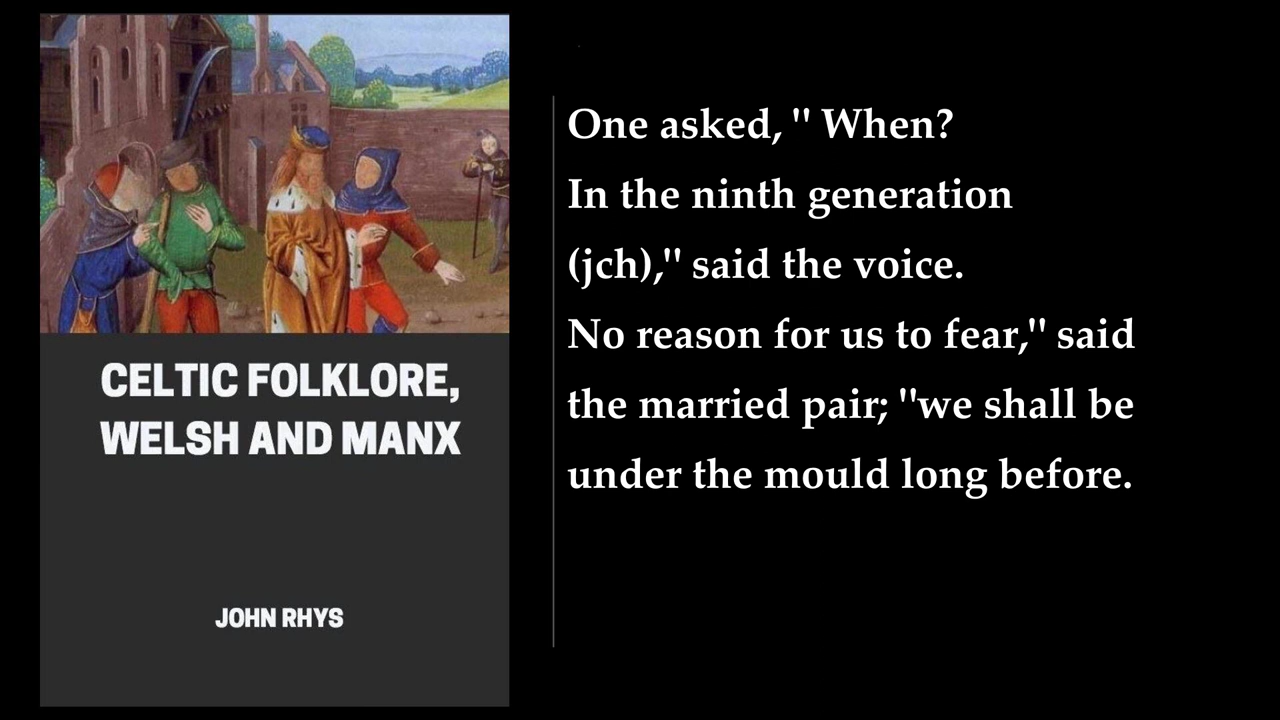 CELTIC FOLKLORE,
WELSH AND MANX
JOHN RHYS
One asked, " When?
In the ninth generation
(jch)," said the voice.
No reason for us to fear," said
the married pair; "we shall be
under the mould long before.